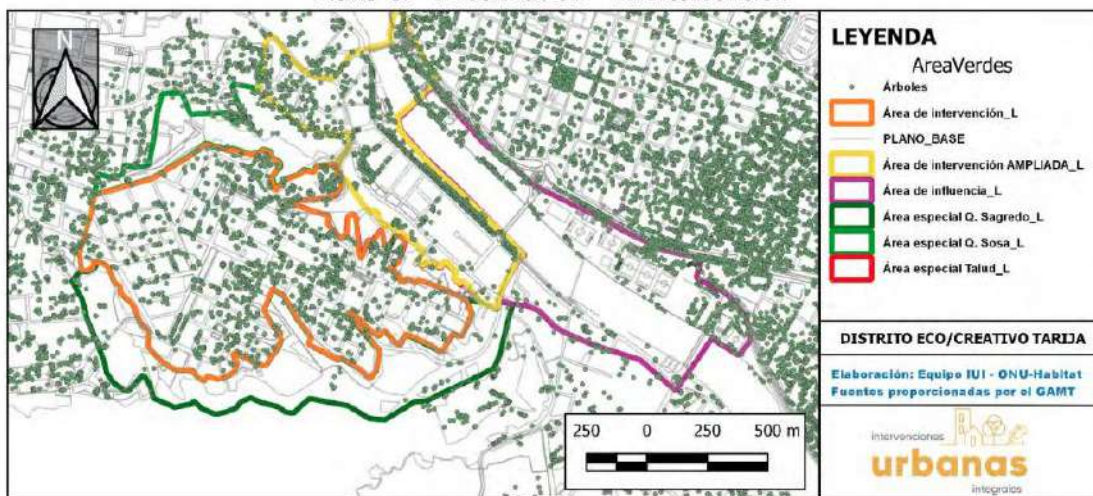 N
250 0 250 500 m
LEYENDA
AreaVerdes
Árboles
Área de intervención_L
PLANO_BASE
Área de intervención AMPLIADA_L
Área de influencia_L
Área especial Q. Sagredo_L
Área especial Q. Sosa_L
Área especial Talud_L
DISTRITO ECO/CREATIVO TARIJA
Elaboración: Equipo IUI - ONU-Habitat
Fuentes proporcionadas por el GAMT
intervenciones
urbanas
integrales